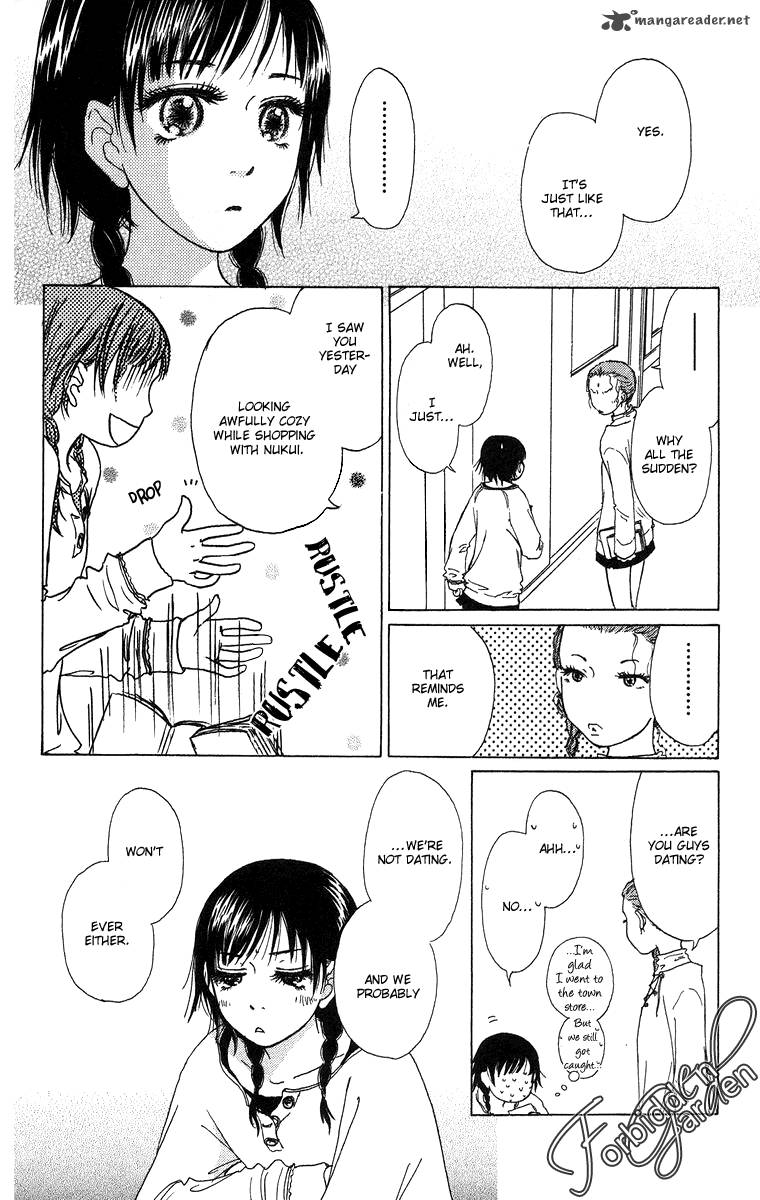 mangareader.net
YES.
IT'S
JUST LIKE
THAT...
.........
WHY
ALL THE
SUDDEN?
AH.
WELL,
I
JUST...
.........
THAT
REMINDS
ME.
I SAW
YOU
YESTER-
DAY
LOOKING
AWFULLY COZY
WHILE SHOPPING
WITH NUKUI.
DROP
RUSTLE
RUSTLE
...ARE
YOU GUYS
DATING?
AHH...
NO...
...I'm
glad
I went to
the town
store...
But
we still
got
caught...
...WE'RE
NOT DATING.
AND WE
PROBABLY
WON'T
EVER
EITHER.
Forbidden
Garden